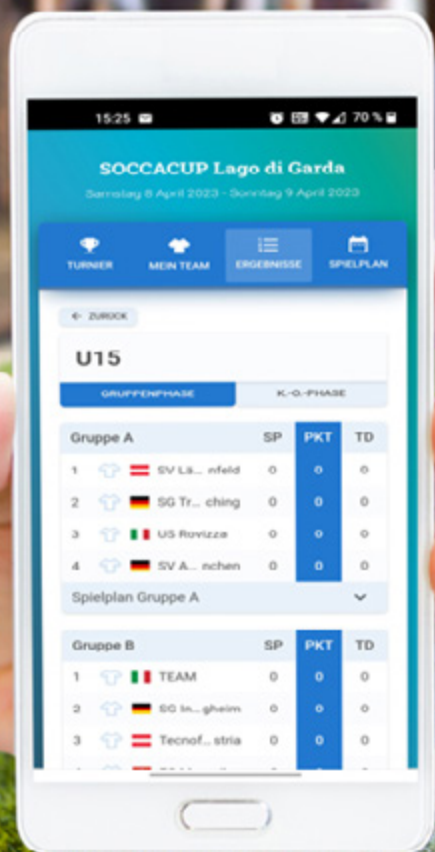 15:25 70 %
SOCCACUP Lago di Garda
Samstag 8 April 2023 - Sonntag 9 April 2023
TURNIER MEIN TEAM ERGEBNISSE SPIELPLAN
← ZURÜCK
U15
GRUPPENPHASE K.-O.-PHASE
Gruppe A SP PKT TD
1 SV Lä... nfeld 0 0 0
2 SG Tr... ching 0 0 0
3 US Rovizza 0 0 0
4 SV A... nchen 0 0 0
Spielplan Gruppe A
Gruppe B SP PKT TD
1 TEAM 0 0 0
2 SG In... gheim 0 0 0
3 Tecnof... stria 0 0 0